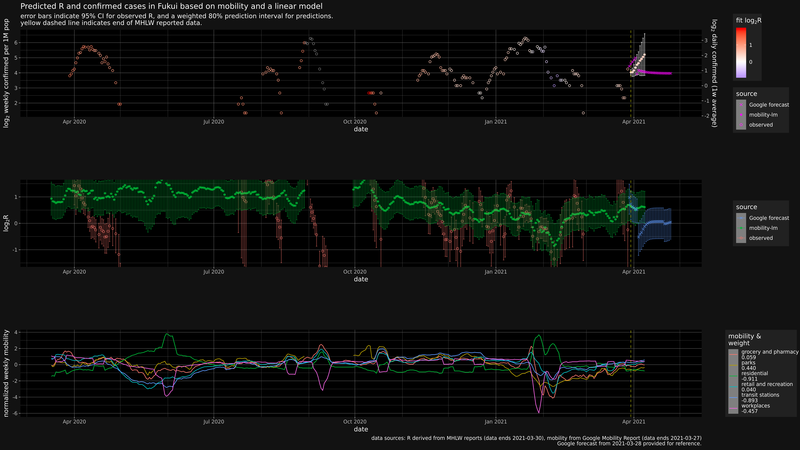 Predicted R and confirmed cases in Fukui based on mobility and a linear model
error bars indicate 95% CI for observed R, and a weighted 80% prediction interval for predictions.
yellow dashed line indicates end of MHLW reported data.
log₂ weekly confirmed per 1M pop
6
5
4
3
2
log₂ daily confirmed (1w average)
3
2
1
0
-1
-2
Apr 2020
Jul 2020
Oct 2020
Jan 2021
Apr 2021
date
fit log₂R
source
Google forecast
mobility-lm
observed
log₂R
1
0
-1
Apr 2020
Jul 2020
Oct 2020
Jan 2021
Apr 2021
date
source
Google forecast
mobility-lm
observed
normalized weekly mobility
4
2
0
-2
-4
-6
Apr 2020
Jul 2020
Oct 2020
Jan 2021
Apr 2021
date
mobility &
weight
grocery and pharmacy
0.059
parks
0.440
residential
-0.911
retail and recreation
0.040
transit stations
-0.893
workplaces
-0.457
data sources: R derived from MHLW reports (data ends 2021-03-30), mobility from Google Mobility Report (data ends 2021-03-27)
Google forecast from 2021-03-28 provided for reference.